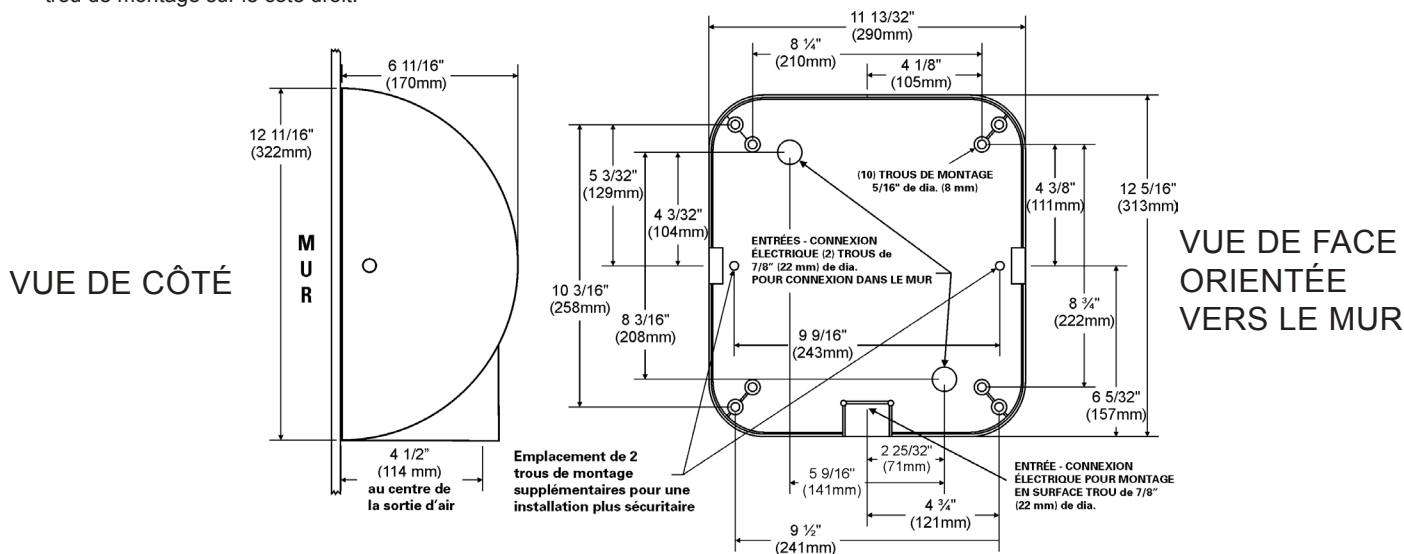 trou de montage sur le côté droit.
VUE DE CÔTÉ
6 11/16"
(170mm)
12 11/16"
(322mm)
M
U
R
4 1/2”
(114 mm)
au centre de
la sortie d’air
11 13/32"
(290mm)
8 ¼"
(210mm)
4 1/8"
(105mm)
5 3/32"
(129mm)
4 3/32"
(104mm)
10 3/16"
(258mm)
8 3/16"
(208mm)
(10) TROUS DE MONTAGE
5/16" de dia. (8 mm)
4 3/8"
(111mm)
12 5/16"
(313mm)
ENTRÉES - CONNEXION
ÉLECTRIQUE (2) TROUS de
7/8” (22 mm) de dia.
POUR CONNEXION DANS LE MUR
9 9/16"
(243mm)
8 ¾"
(222mm)
6 5/32"
(157mm)
Emplacement de 2
trous de montage
supplémentaires pour une
installation plus sécuritaire
2 25/32"
(71mm)
5 9/16"
(141mm)
4 ¾"
(121mm)
9 ½"
(241mm)
ENTRÉE - CONNEXION
ÉLECTRIQUE POUR MONTAGE
EN SURFACE TROU de 7/8”
(22 mm) de dia.
VUE DE FACE
ORIENTÉE
VERS LE MUR